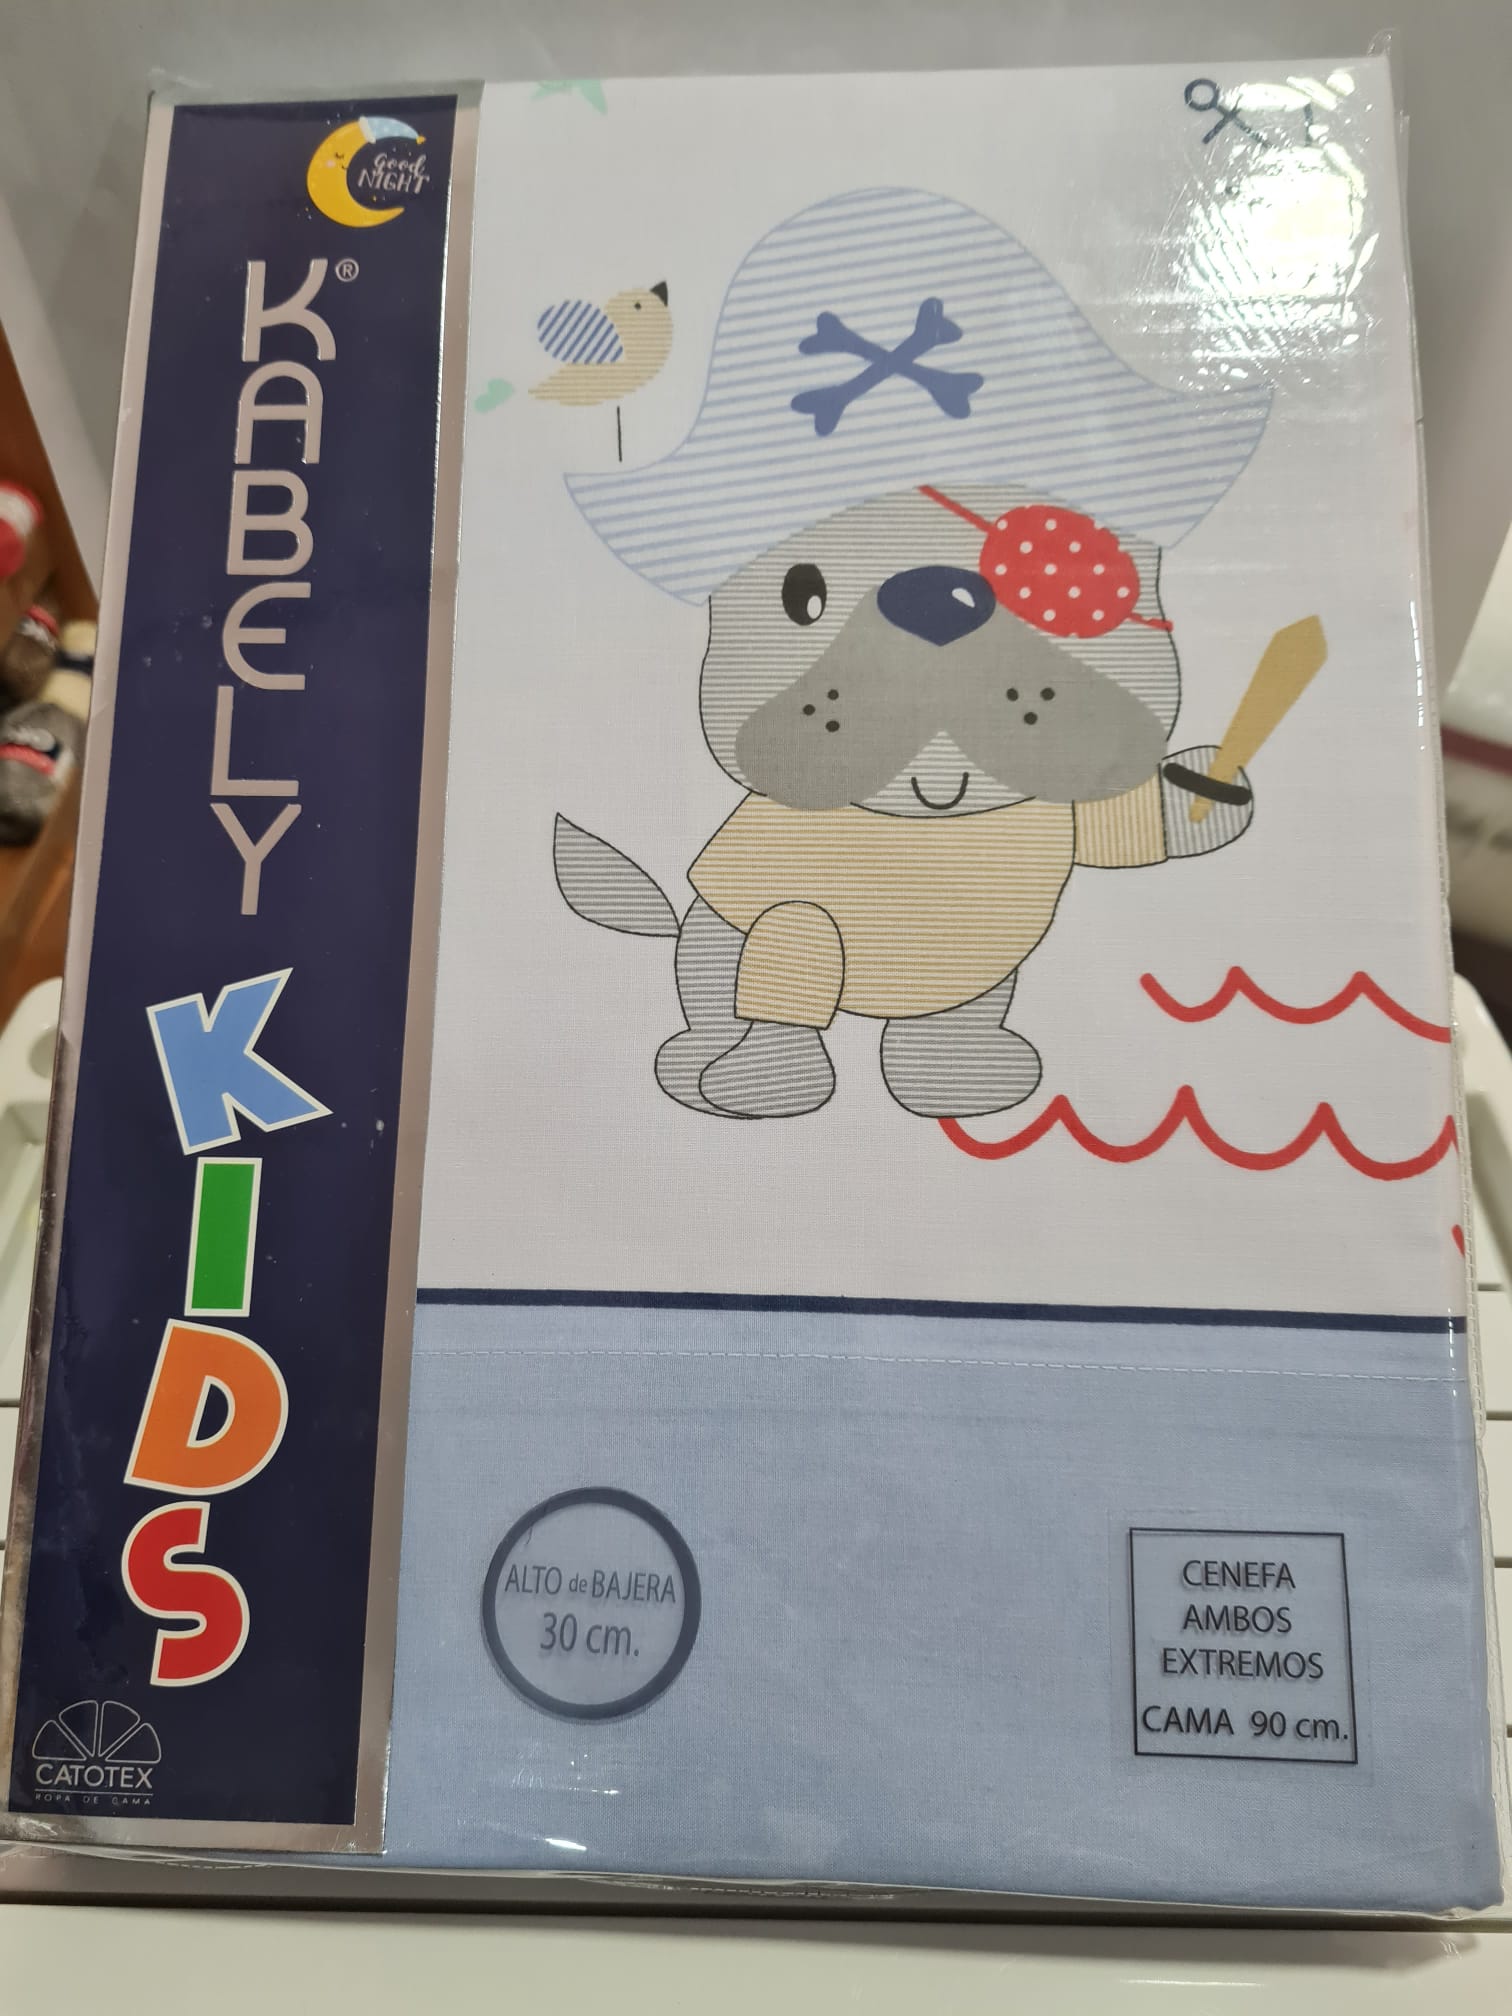 Good
NIGHT
KABELY®
KIDS
CATOTEX
ROPA DE CAMA
ALTO de BAJERA
30 cm.
CENEFA
AMBOS
EXTREMOS
CAMA 90 cm.